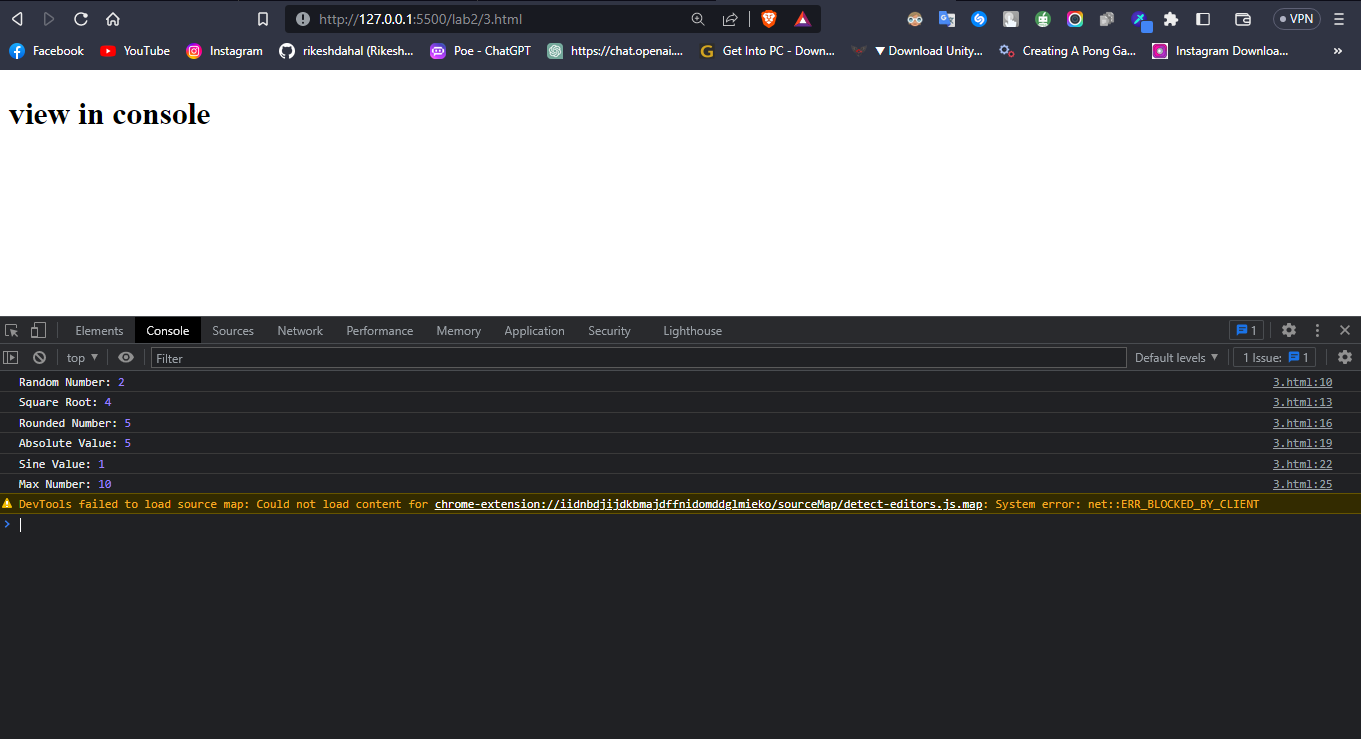 http://127.0.0.1:5500/lab2/3.html
VPN
Facebook YouTube Instagram rikeshdahal (Rikesh... Poe - ChatGPT https://chat.openai.... Get Into PC - Down... ▼ Download Unity... Creating A Pong Ga... Instagram Downloa... »
view in console
Elements Console Sources Network Performance Memory Application Security Lighthouse 1
top ▼ Filter Default levels ▼ 1 Issue: 1
Random Number: 2 3.html:10
Square Root: 4 3.html:13
Rounded Number: 5 3.html:16
Absolute Value: 5 3.html:19
Sine Value: 1 3.html:22
Max Number: 10 3.html:25
DevTools failed to load source map: Could not load content for chrome-extension://iidnbdjijdkbmajdffnidomddglmieko/sourceMap/detect-editors.js.map: System error: net::ERR_BLOCKED_BY_CLIENT
>